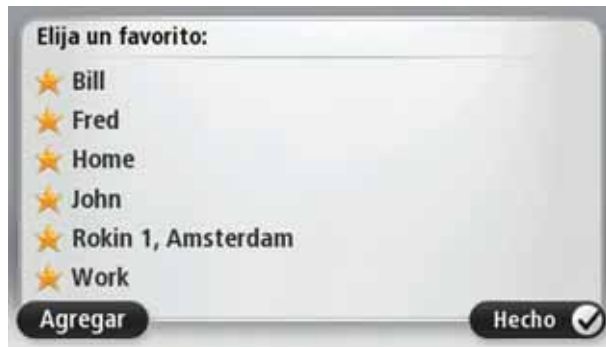 Elija un favorito:
Bill
Fred
Home
John
Rokin 1, Amsterdam
Work
Agregar
Hecho